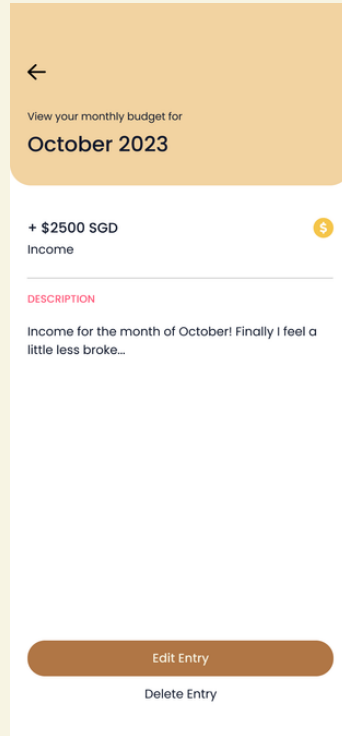 View your monthly budget for
October 2023
+ $2500 SGD
$
Income
DESCRIPTION
Income for the month of October! Finally I feel a
little less broke...
Edit Entry
Delete Entry